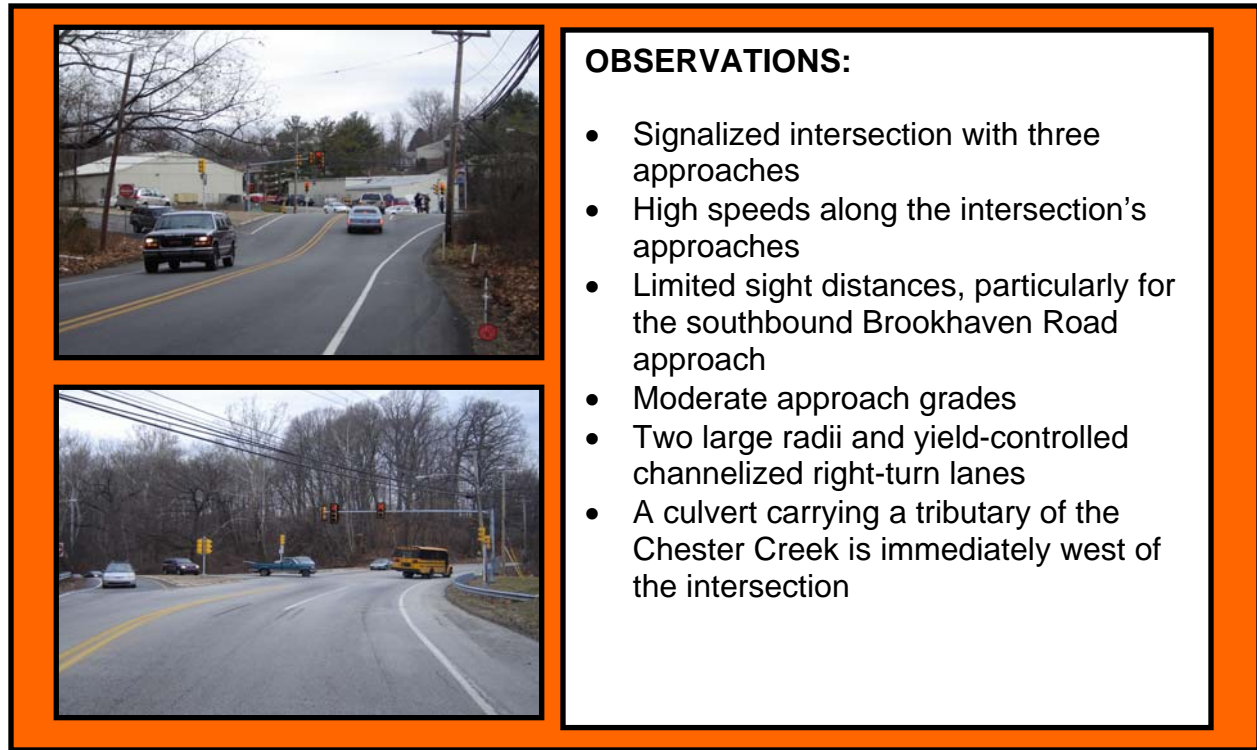 OBSERVATIONS:
• Signalized intersection with three
approaches
• High speeds along the intersection’s
approaches
• Limited sight distances, particularly for
the southbound Brookhaven Road
approach
• Moderate approach grades
• Two large radii and yield-controlled
channelized right-turn lanes
• A culvert carrying a tributary of the
Chester Creek is immediately west of
the intersection